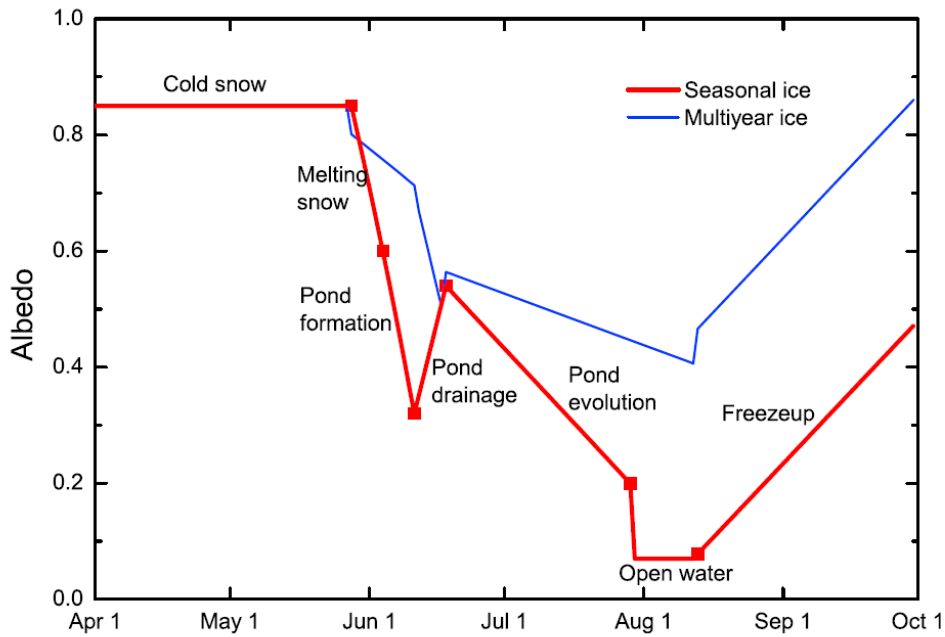 1.0
Cold snow
Seasonal ice
Multiyear ice
0.8
Melting
snow
0.6
Pond
formation
Albedo
0.4
Pond
drainage
Pond
evolution
Freezeup
0.2
Open water
0.0
Apr 1 May 1 Jun 1 Jul 1 Aug 1 Sep 1 Oct 1